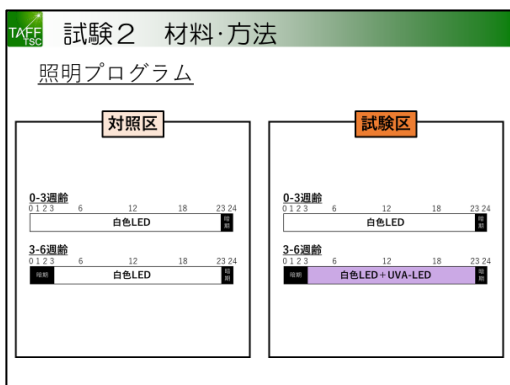 TAFF
TSC
試験２ 材料･方法
照明プログラム
対照区
0-3週齢
0 1 2 3 6 12 18 23 24
白色LED
暗期
3-6週齢
0 1 2 3 6 12 18 23 24
暗期
白色LED
暗期
試験区
0-3週齢
0 1 2 3 6 12 18 23 24
白色LED
暗期
3-6週齢
0 1 2 3 6 12 18 23 24
暗期
白色LED＋UVA-LED
暗期